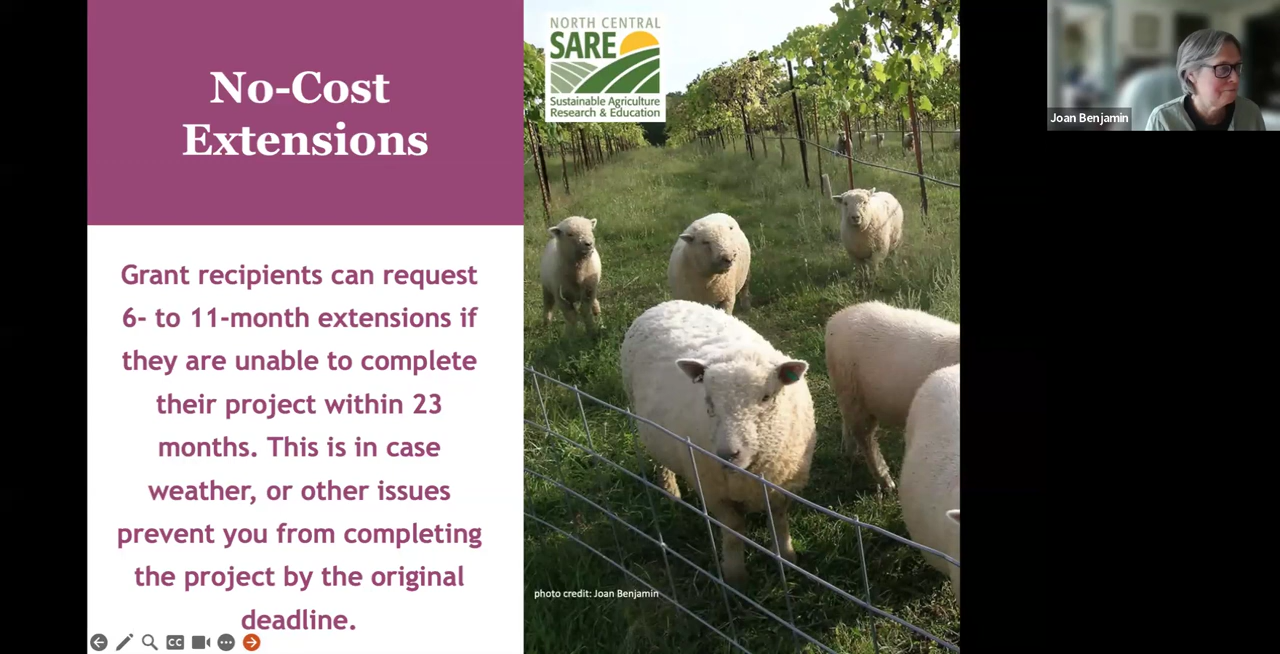 No-Cost
Extensions
Grant recipients can request
6- to 11-month extensions if
they are unable to complete
their project within 23
months. This is in case
weather, or other issues
prevent you from completing
the project by the original
deadline.
CC
NORTH CENTRAL
SARE
Sustainable Agriculture
Research & Education
photo credit: Joan Benjamin
Joan Benjamin